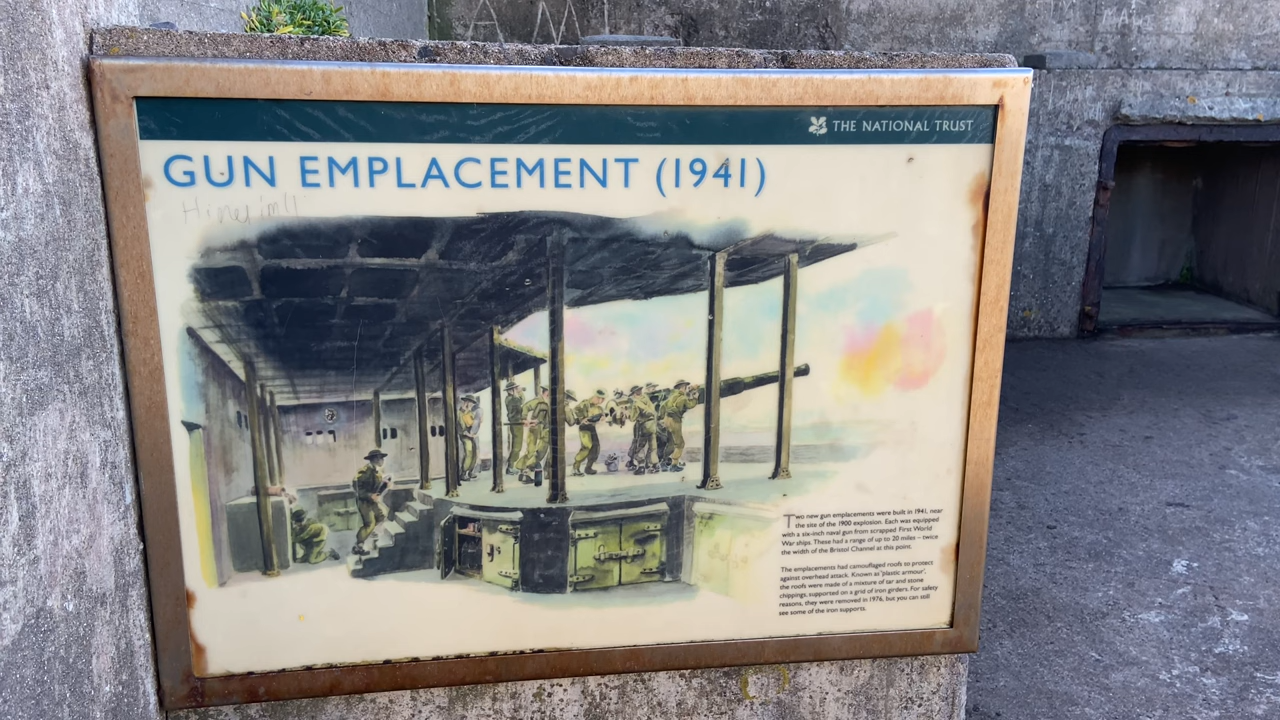 THE NATIONAL TRUST
GUN EMPLACEMENT (1941)
Two new gun emplacements were built in 1941, near
the site of the 1900 explosion. Each was equipped
with a six-inch naval gun from scrapped First World
War ships. These had a range of up to 20 miles – twice
the width of the Bristol Channel at this point.
The emplacements had camouflaged roofs to protect
against overhead attack. Known as 'plastic armour',
the roofs were made of a mixture of tar and stone
chippings, supported on a grid of iron girders. For safety
reasons, they were removed in 1976, but you can still
see some of the iron supports.